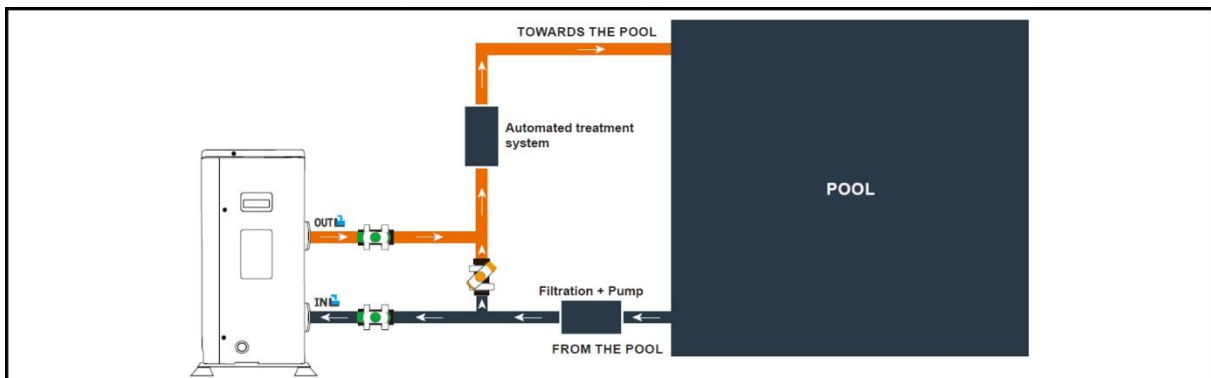 TOWARDS THE POOL
Automated treatment
system
POOL
OUT
IN
Filtration + Pump
FROM THE POOL